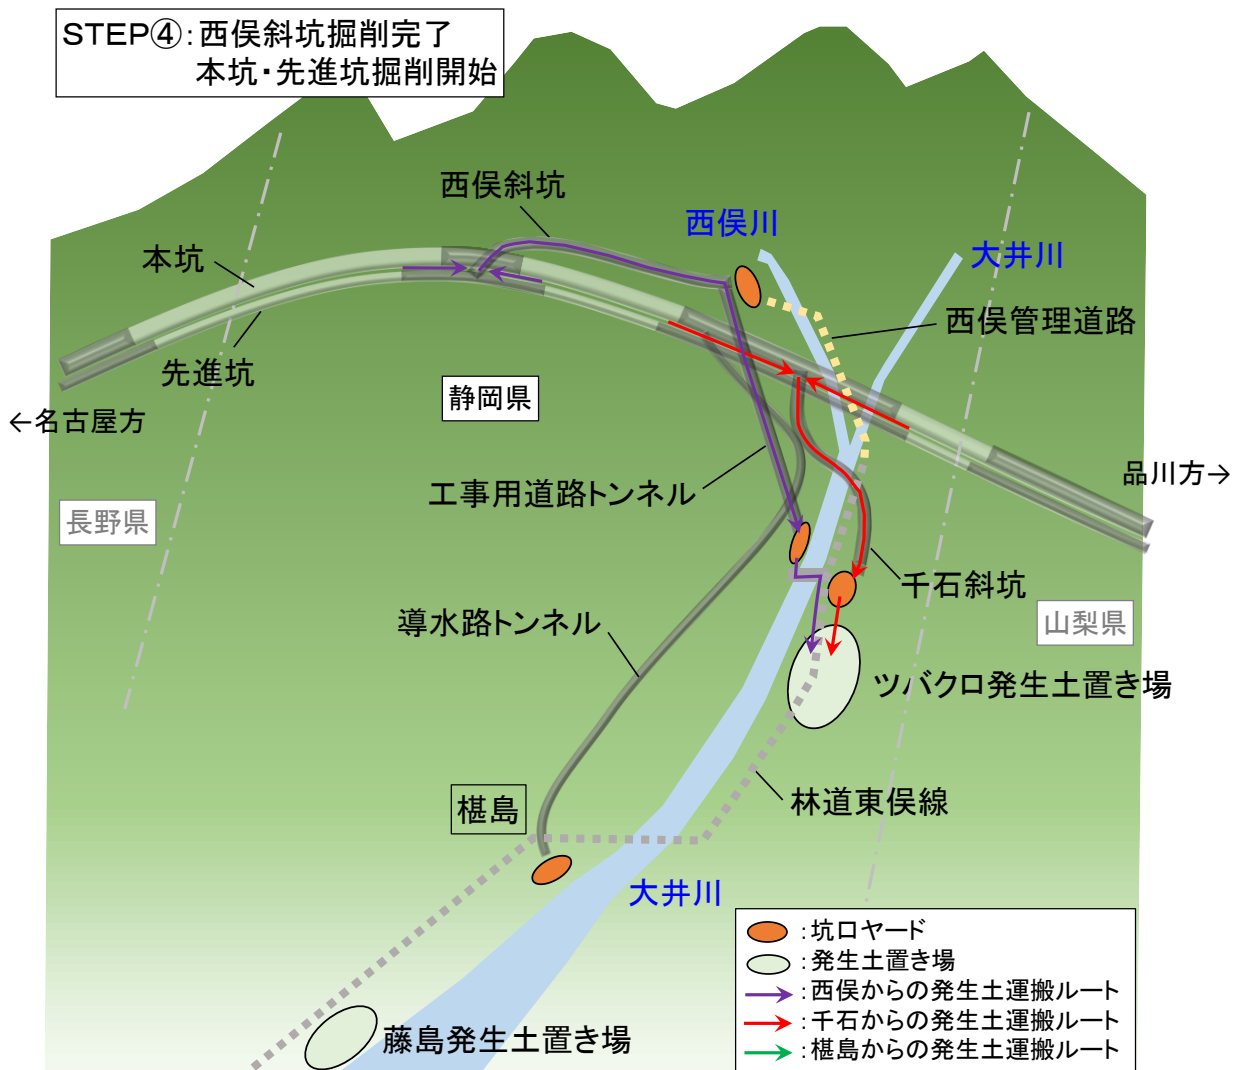 STEP④:西俣斜坑掘削完了
本坑・先進坑掘削開始
西俣斜坑
西俣川
大井川
本坑
西俣管理道路
先進坑
静岡県
←名古屋方
品川方→
工事用道路トンネル
長野県
千石斜坑
導水路トンネル
山梨県
ツバクロ発生土置き場
椹島
林道東俣線
大井川
:坑口ヤード
:発生土置き場
:西俣からの発生土運搬ルート
:千石からの発生土運搬ルート
:椹島からの発生土運搬ルート
藤島発生土置き場